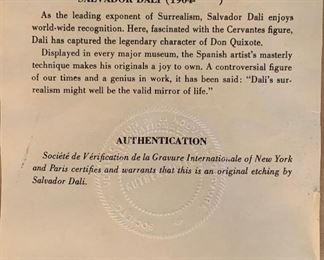 SALVADOR DALI (1904- )
As the leading exponent of Surrealism, Salvador Dali enjoys
world-wide recognition. Here, fascinated with the Cervantes figure,
Dali has captured the legendary character of Don Quixote.
Displayed in every major museum, the Spanish artist's masterly
technique makes his originals a joy to own. A controversial figure
of our times and a genius in work, it has been said: "Dali's sur-
realism might well be the valid mirror of life."
AUTHENTICATION
Société de Vérification de la Gravure Internationale of New York
and Paris certifies and warrants that this is an original etching by
Salvador Dali.